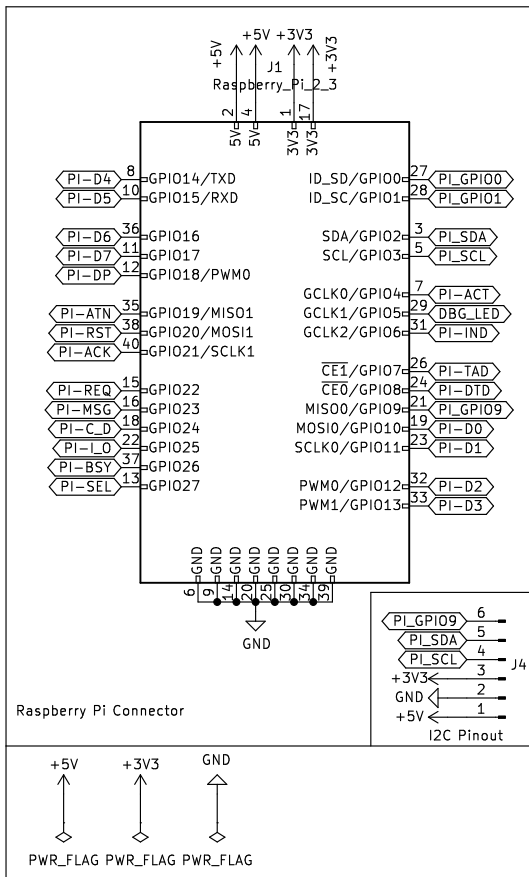 +5V +5V +3V3 +3V3
J1
Raspberry_Pi_2_3
2 4 1 17
5V 5V 3V3 3V3
PI-D4 8 GPIO14/TXD ID_SD/GPIO0 27 PI_GPIO0
PI-D5 10 GPIO15/RXD ID_SC/GPIO1 28 PI_GPIO1
PI-D6 36 GPIO16 SDA/GPIO2 3 PI_SDA
PI-D7 11 GPIO17 SCL/GPIO3 5 PI_SCL
PI-DP 12 GPIO18/PWM0
GCLK0/GPIO4 7 PI-ACT
PI-ATN 35 GPIO19/MISO1 GCLK1/GPIO5 29 DBG_LED
PI-RST 38 GPIO20/MOSI1 GCLK2/GPIO6 31 PI-IND
PI-ACK 40 GPIO21/SCLK1
CE1/GPIO7 26 PI-TAD
PI-REQ 15 GPIO22 CE0/GPIO8 24 PI-DTD
PI-MSG 16 GPIO23 MISO0/GPIO9 21 PI_GPIO9
PI-C_D 18 GPIO24 MOSI0/GPIO10 19 PI-D0
PI-I_O 22 GPIO25 SCLK0/GPIO11 23 PI-D1
PI-BSY 37 GPIO26
PI-SEL 13 GPIO27 PWM0/GPIO12 32 PI-D2
PWM1/GPIO13 33 PI-D3
GND GND GND GND GND GND GND GND
6 9 14 20 25 30 34 39
GND
PI_GPIO9 6
PI_SDA 5
PI_SCL 4
J4
+3V3 3
GND 2
+5V 1
I2C Pinout
Raspberry Pi Connector
+5V +3V3 GND
PWR_FLAG PWR_FLAG PWR_FLAG